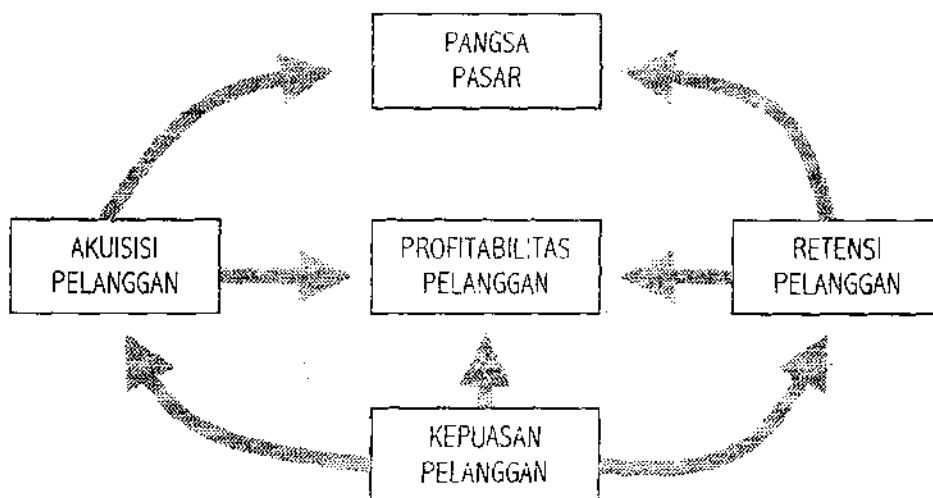 PANGSA
PASAR
AKUISISI
PELANGGAN
PROFITABILITAS
PELANGGAN
RETENSI
PELANGGAN
KEPUASAN
PELANGGAN